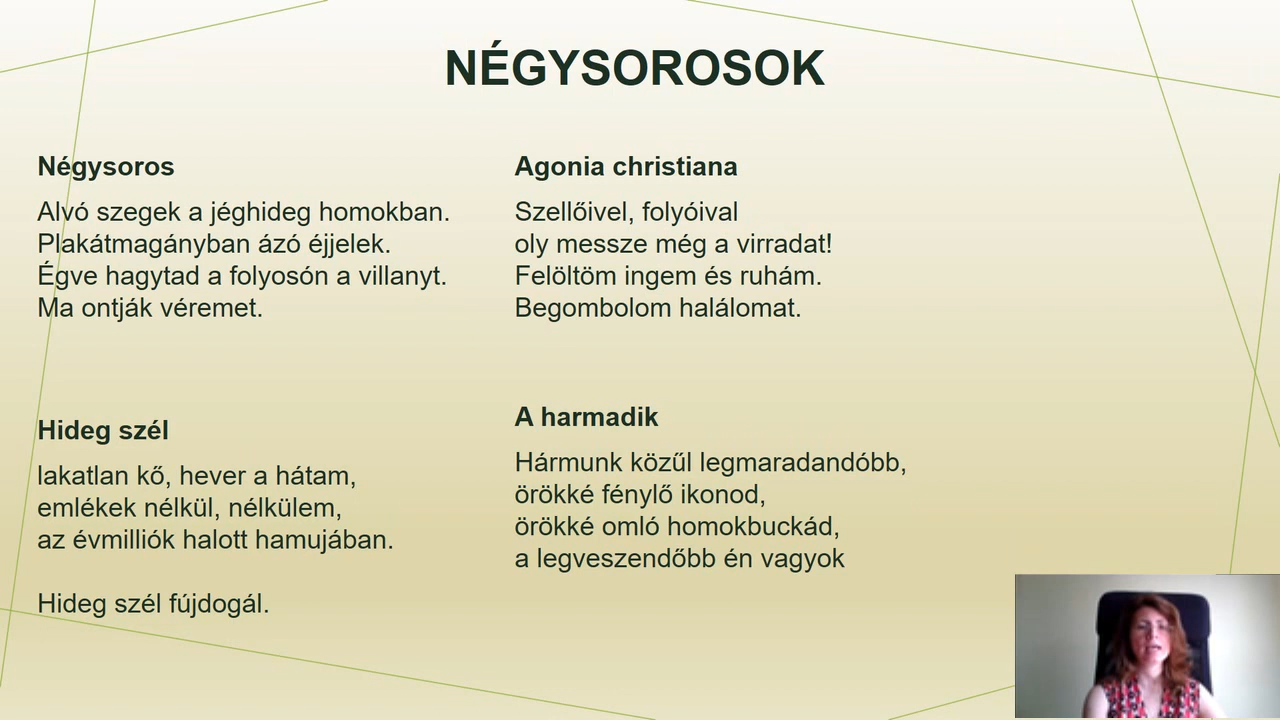 NÉGYSOROSOK
Négysoros
Alvó szegek a jéghideg homokban.
Plakátmagányban ázó éjjelek.
Égve hagytad a folyosón a villanyt.
Ma ontják véremet.
Hideg szél
lakatlan kő, hever a hátam,
emlékek nélkül, nélkülem,
az évmilliók halott hamujában.
Hideg szél fújdogál.
Agonia christiana
Szellőivel, folyóival
oly messze még a virradat!
Felöltöm ingem és ruhám.
Begombolom halálomat.
A harmadik
Hármunk közűl legmaradandóbb,
örökké fénylő ikonod,
örökké omló homokbuckád,
a legveszendőbb én vagyok